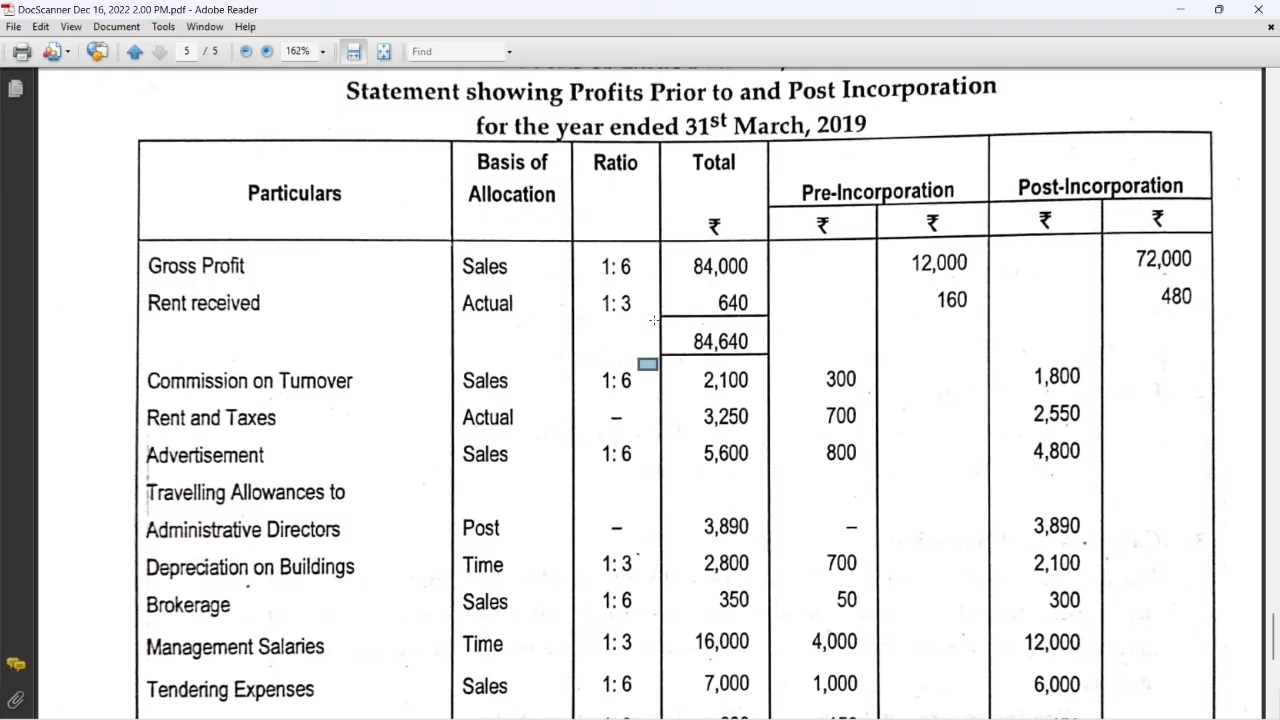 DocScanner Dec 16, 2022 2.00 PM.pdf - Adobe Reader
File Edit View Document Tools Window Help
5 / 5 162% Find
Statement showing Profits Prior to and Post Incorporation
for the year ended 31st March, 2019
Particulars Basis of Allocation Ratio Total ₹ Pre-Incorporation ₹ ₹ Post-Incorporation ₹ ₹
Gross Profit Sales 1: 6 84,000 12,000 72,000
Rent received Actual 1: 3 640 160 480
84,640
Commission on Turnover Sales 1: 6 2,100 300 1,800
Rent and Taxes Actual – 3,250 700 2,550
Advertisement Sales 1: 6 5,600 800 4,800
Travelling Allowances to
Administrative Directors Post – 3,890 – 3,890
Depreciation on Buildings Time 1: 3 2,800 700 2,100
Brokerage Sales 1: 6 350 50 300
Management Salaries Time 1: 3 16,000 4,000 12,000
Tendering Expenses Sales 1: 6 7,000 1,000 6,000